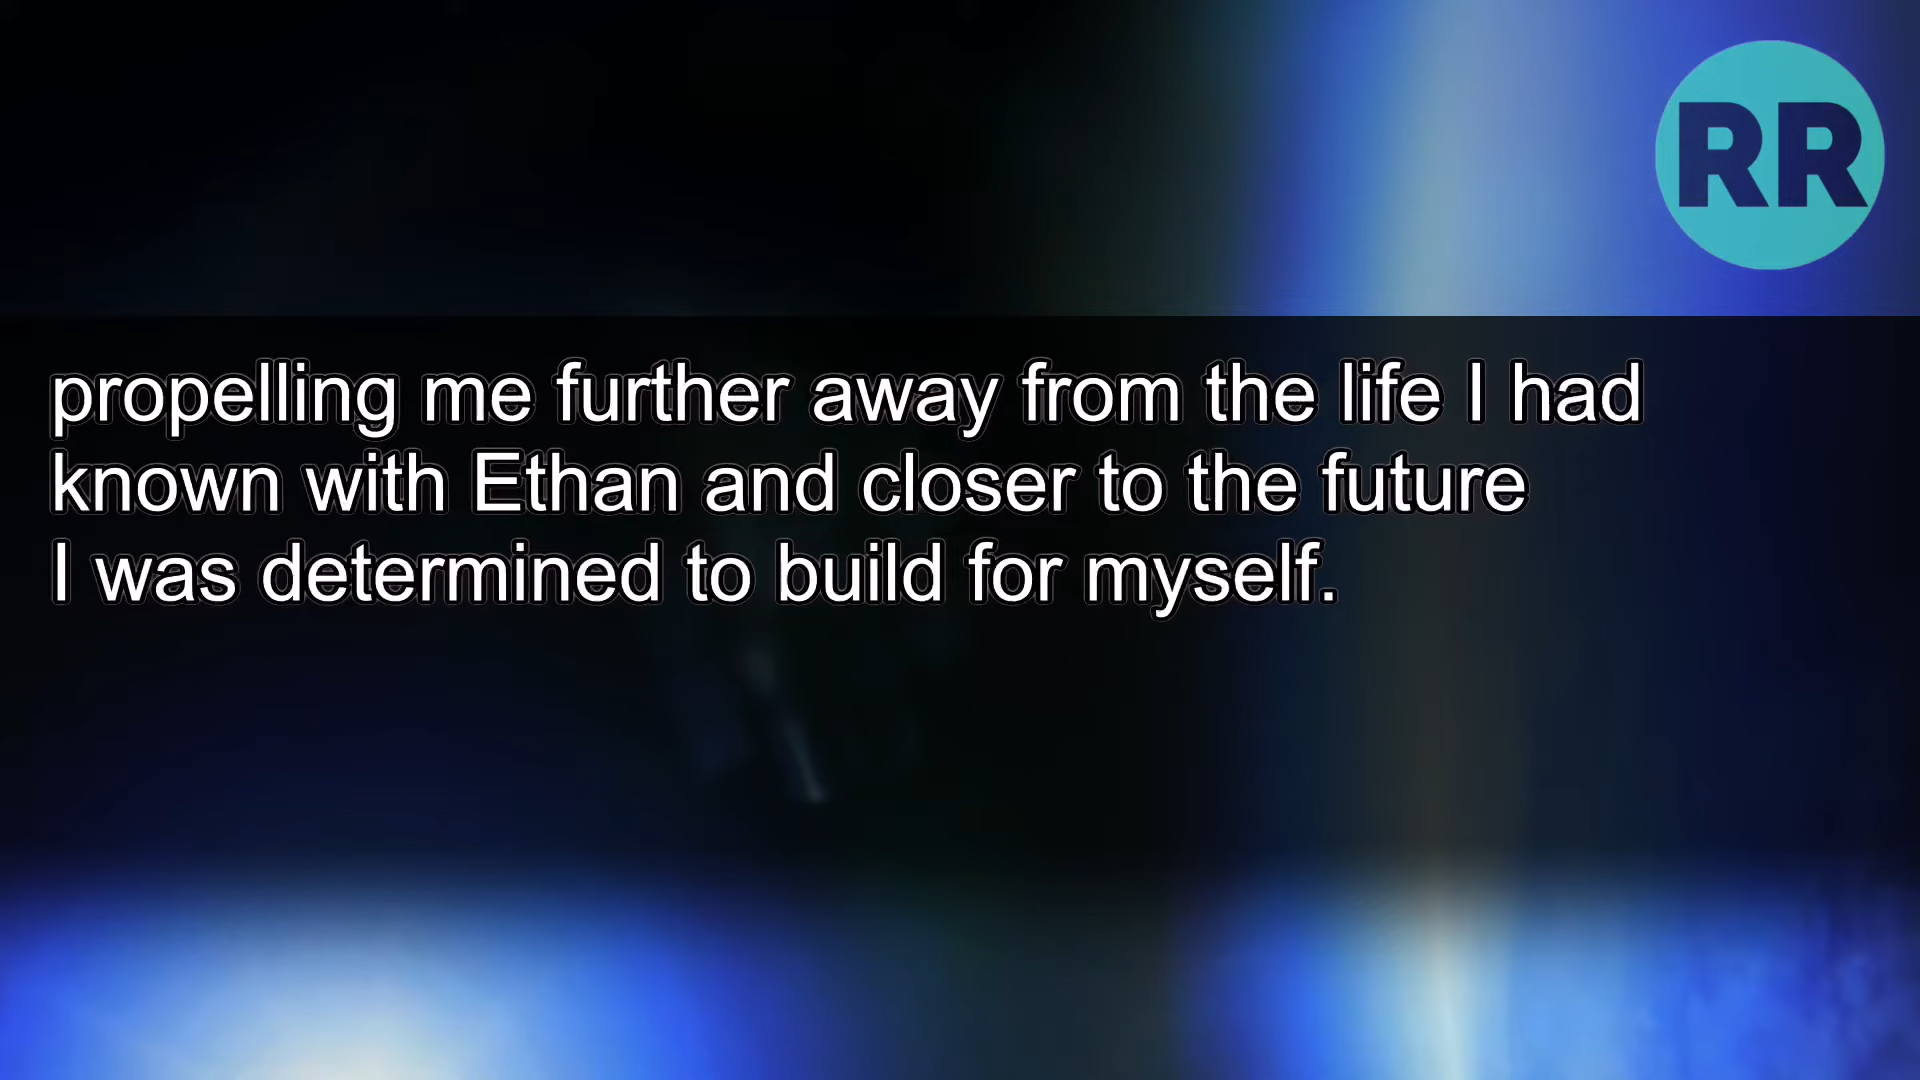 RR
propelling me further away from the life I had
known with Ethan and closer to the future
I was determined to build for myself.